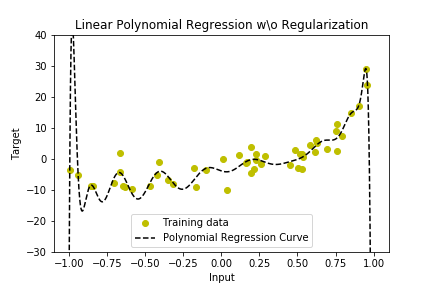 Linear Polynomial Regression w\o Regularization
40
30
20
10
0
−10
−20
−30
Target
Training data
Polynomial Regression Curve
−1.00 −0.75 −0.50 −0.25 0.00 0.25 0.50 0.75 1.00
Input